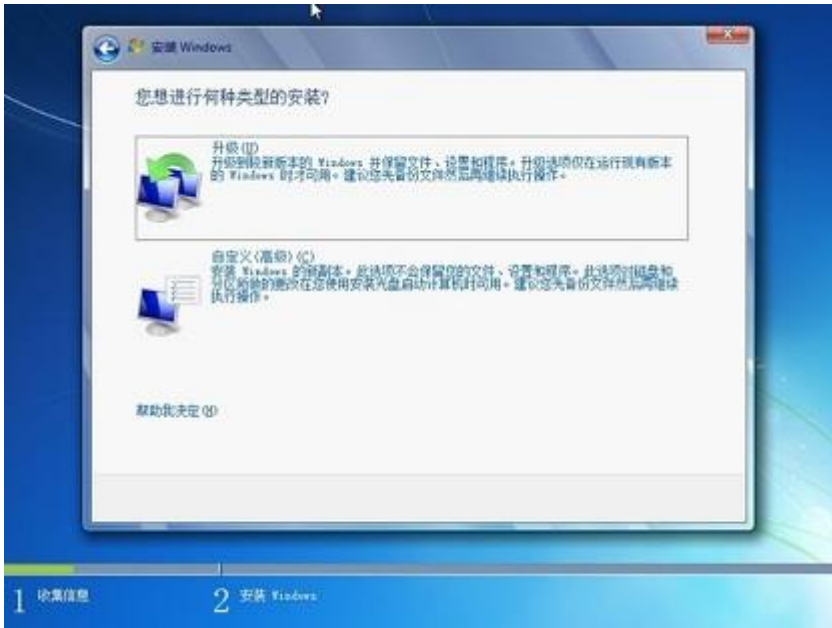 安装 Windows
您想进行何种类型的安装?
升级(U)
升级到较新版本的 Windows 并保留文件、设置和程序。升级选项仅在运行现有版本
的 Windows 时才可用。建议您先备份文件然后再继续执行操作。
自定义(高级)(C)
安装 Windows 的新副本。此选项不会保留您的文件、设置和程序。此选项对磁盘和
分区所做的更改在您使用安装光盘启动计算机时可用。建议您先备份文件然后再继续
执行操作。
帮助我决定(H)
1 收集信息
2 安装 Windows